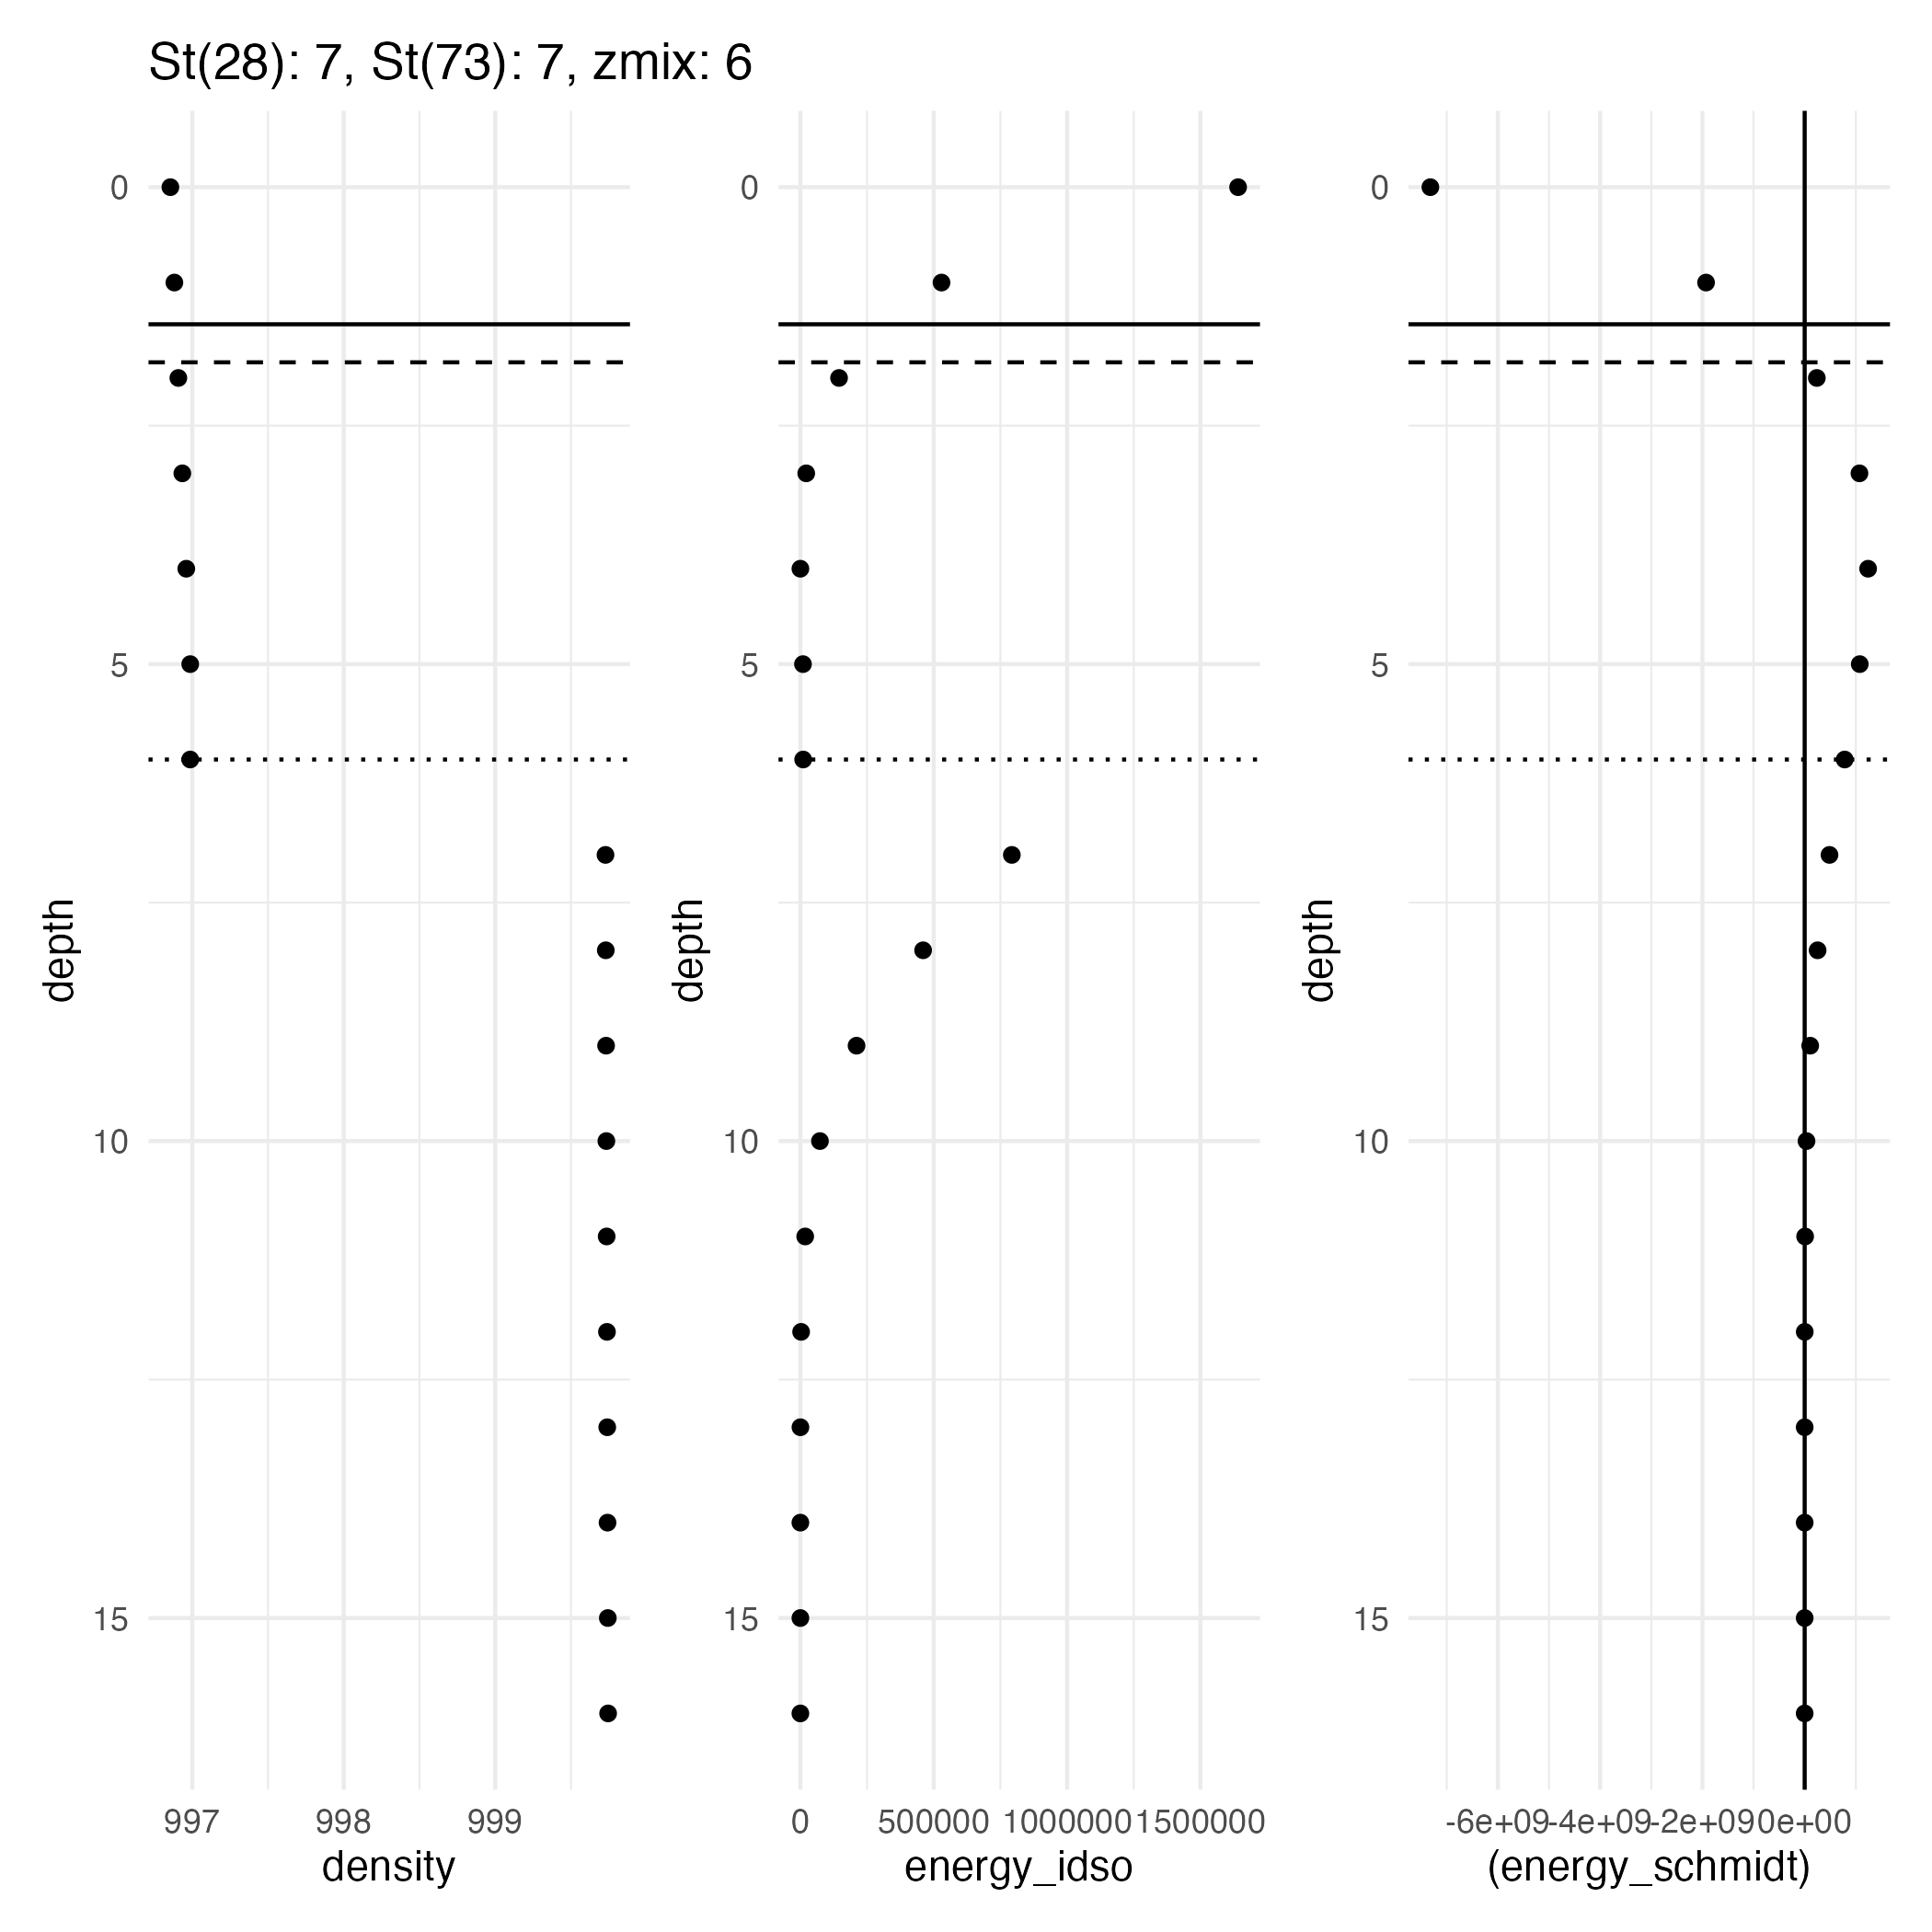 St(28): 7, St(73): 7, zmix: 6
0
5
10
15
depth
997 998 999
density
0
5
10
15
depth
0 500000 1000000 1500000
energy_idso
0
5
10
15
depth
-6e+09 -4e+09 -2e+09 0e+00
(energy_schmidt)